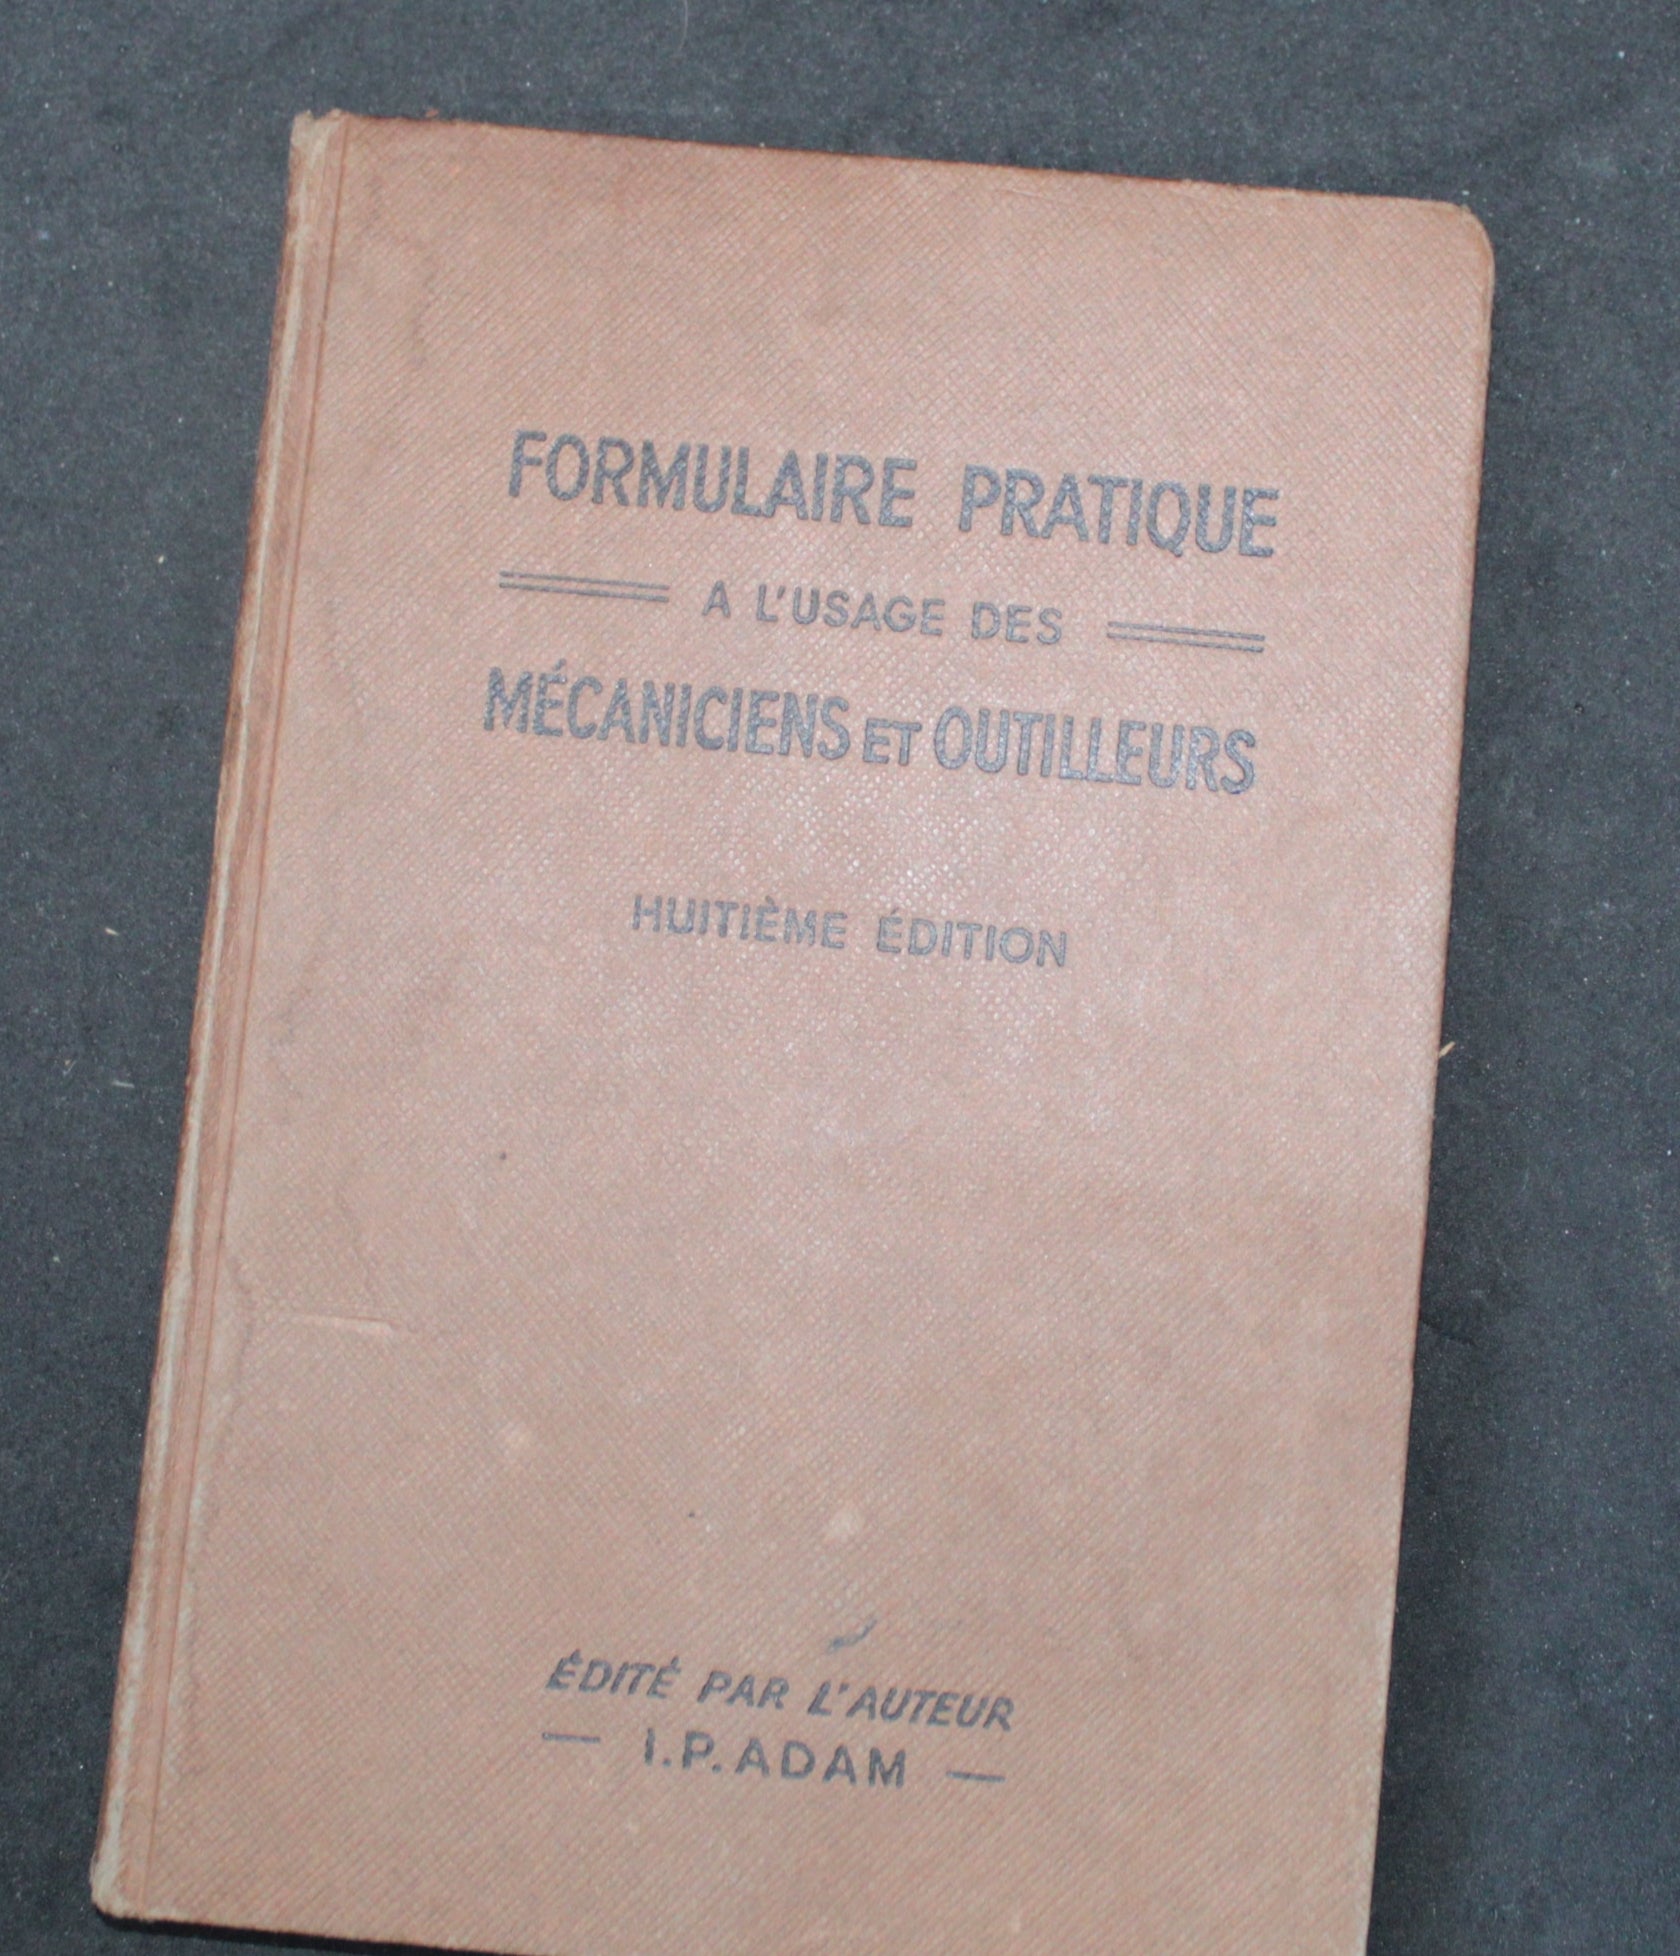 FORMULAIRE PRATIQUE
A L'USAGE DES
MÉCANICIENS ET OUTILLEURS
HUITIÈME ÉDITION
ÉDITÉ PAR L'AUTEUR
— I.P. ADAM —